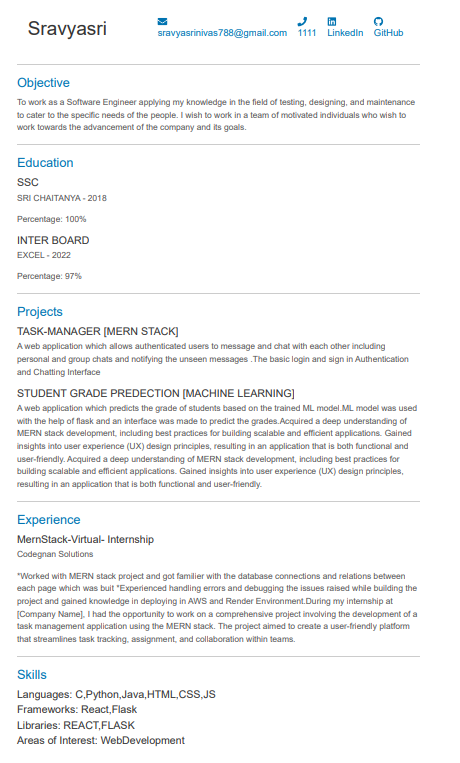 Sravyasri
sravyasrinivas788@gmail.com
1111
LinkedIn
GitHub
Objective
To work as a Software Engineer applying my knowledge in the field of testing, designing, and maintenance
to cater to the specific needs of the people. I wish to work in a team of motivated individuals who wish to
work towards the advancement of the company and its goals.
Education
SSC
SRI CHAITANYA - 2018
Percentage: 100%
INTER BOARD
EXCEL - 2022
Percentage: 97%
Projects
TASK-MANAGER [MERN STACK]
A web application which allows authenticated users to message and chat with each other including
personal and group chats and notifying the unseen messages .The basic login and sign in Authentication
and Chatting Interface
STUDENT GRADE PREDECTION [MACHINE LEARNING]
A web application which predicts the grade of students based on the trained ML model.ML model was used
with the help of flask and an interface was made to predict the grades.Acquired a deep understanding of
MERN stack development, including best practices for building scalable and efficient applications. Gained
insights into user experience (UX) design principles, resulting in an application that is both functional and
user-friendly. Acquired a deep understanding of MERN stack development, including best practices for
building scalable and efficient applications. Gained insights into user experience (UX) design principles,
resulting in an application that is both functional and user-friendly.
Experience
MernStack-Virtual- Internship
Codegnan Solutions
"Worked with MERN stack project and got familier with the database connections and relations between
each page which was buit "Experienced handling errors and debugging the issues raised while building the
project and gained knowledge in deploying in AWS and Render Environment.During my internship at
[Company Name], I had the opportunity to work on a comprehensive project involving the development of a
task management application using the MERN stack. The project aimed to create a user-friendly platform
that streamlines task tracking, assignment, and collaboration within teams.
Skills
Languages: C,Python,Java,HTML,CSS,JS
Frameworks: React,Flask
Libraries: REACT,FLASK
Areas of Interest: WebDevelopment